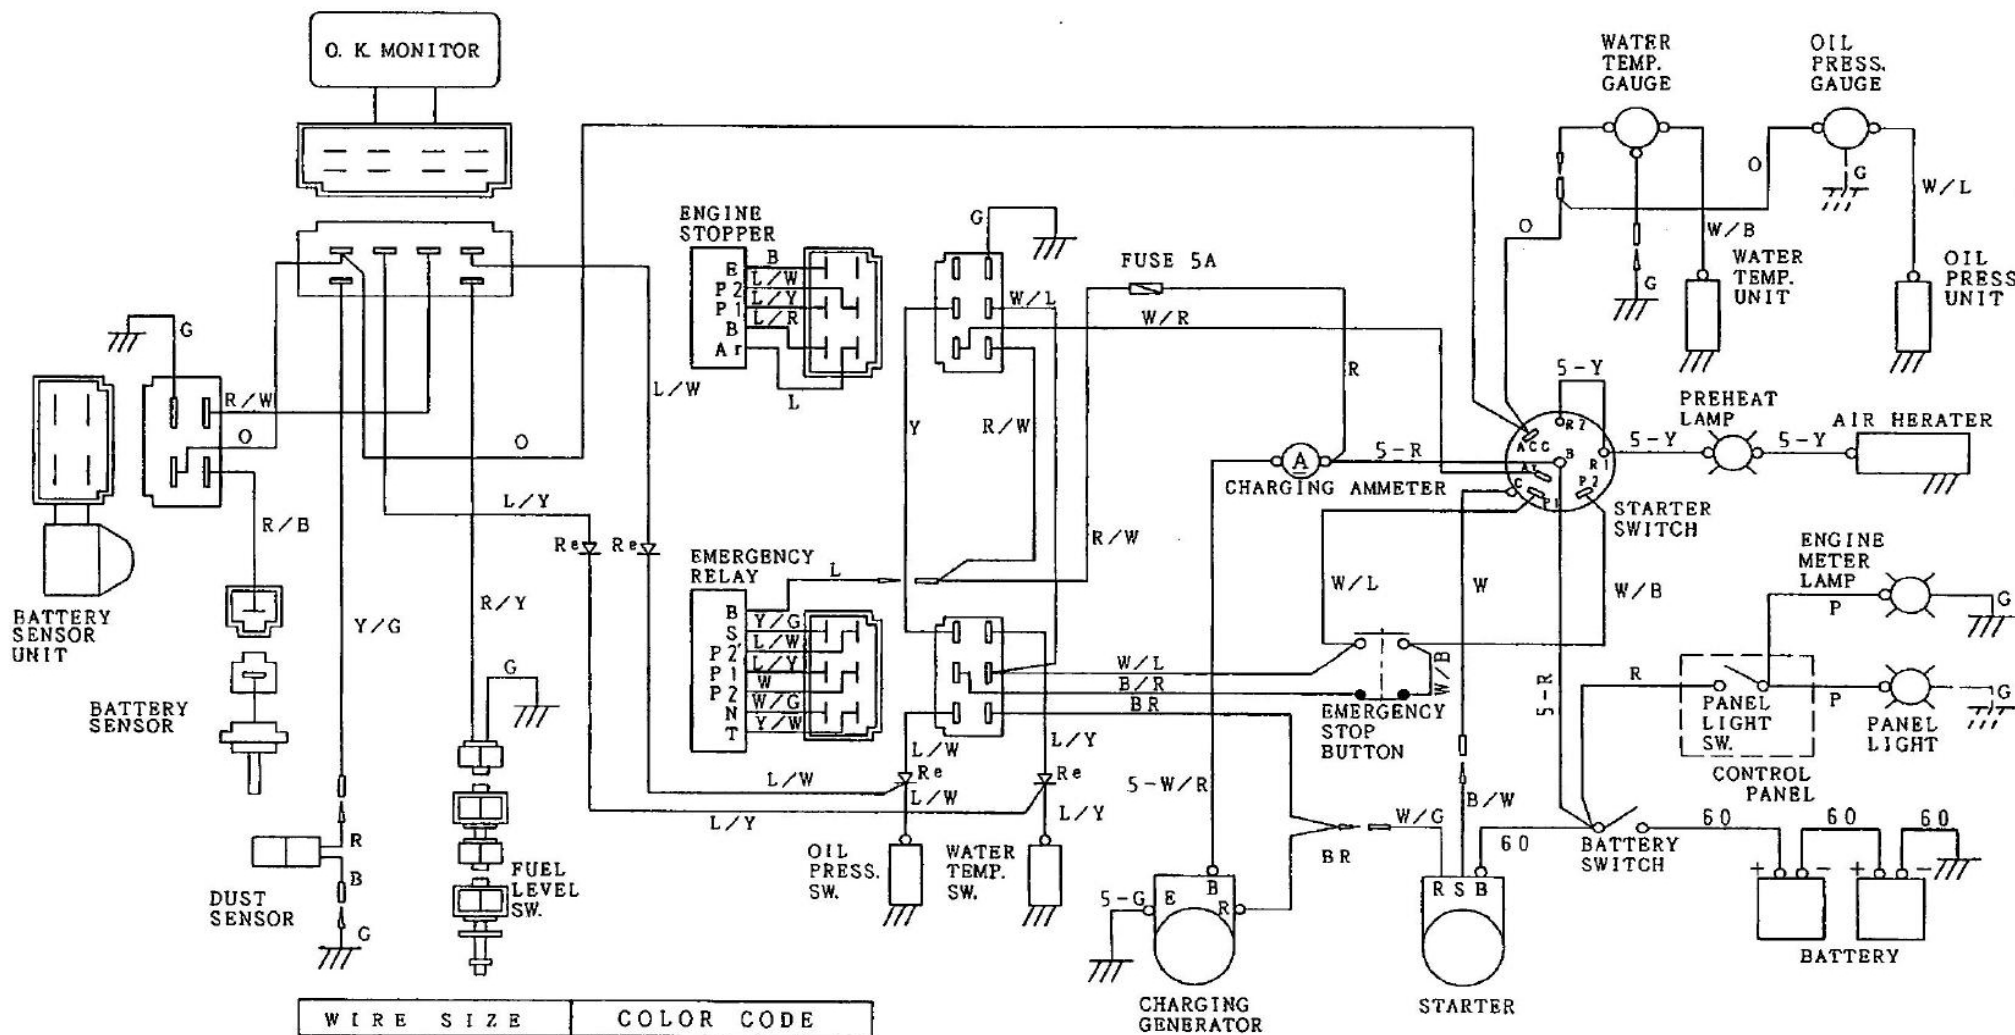 O. K. MONITOR
WATER
TEMP.
GAUGE
OIL
PRESS.
GAUGE
O
O
G
W/L
W/B
G
WATER
TEMP.
UNIT
OIL
PRESS
UNIT
ENGINE
STOPPER
E
P2
P1
B
Ar
B
L/W
L/Y
L/R
L
G
W/L
W/R
FUSE 5A
R
G
R/W
O
BATTERY
SENSOR
UNIT
R/B
BATTERY
SENSOR
Y/G
L/Y
R/Y
O
L/W
Re
Re
Y
R/W
R/W
5-Y
R2
ACC
B
R1
Ar
C
P1
P2
5-R
A
CHARGING AMMETER
STARTER
SWITCH
5-Y
PREHEAT
LAMP
5-Y
AIR HERATER
EMERGENCY
RELAY
L
B
S
P2'
P1
P2
N
T
Y/G
L/W
L/Y
W
W/G
Y/W
W/L
B/R
BR
W/L
W
W/B
W/B
EMERGENCY
STOP
BUTTON
5-R
ENGINE
METER
LAMP
P
G
R
P
G
PANEL
LIGHT
SW.
PANEL
LIGHT
CONTROL
PANEL
G
FUEL
LEVEL
SW.
R
B
G
DUST
SENSOR
L/W
L/Y
L/W
Re
L/W
L/Y
Re
L/Y
OIL
PRESS.
SW.
WATER
TEMP.
SW.
5-W/R
5-G
E
B
R
CHARGING
GENERATOR
BR
W/G
B/W
R S B
STARTER
60
BATTERY
SWITCH
60
60
60
+
-
+
-
BATTERY
WIRE SIZE
COLOR CODE